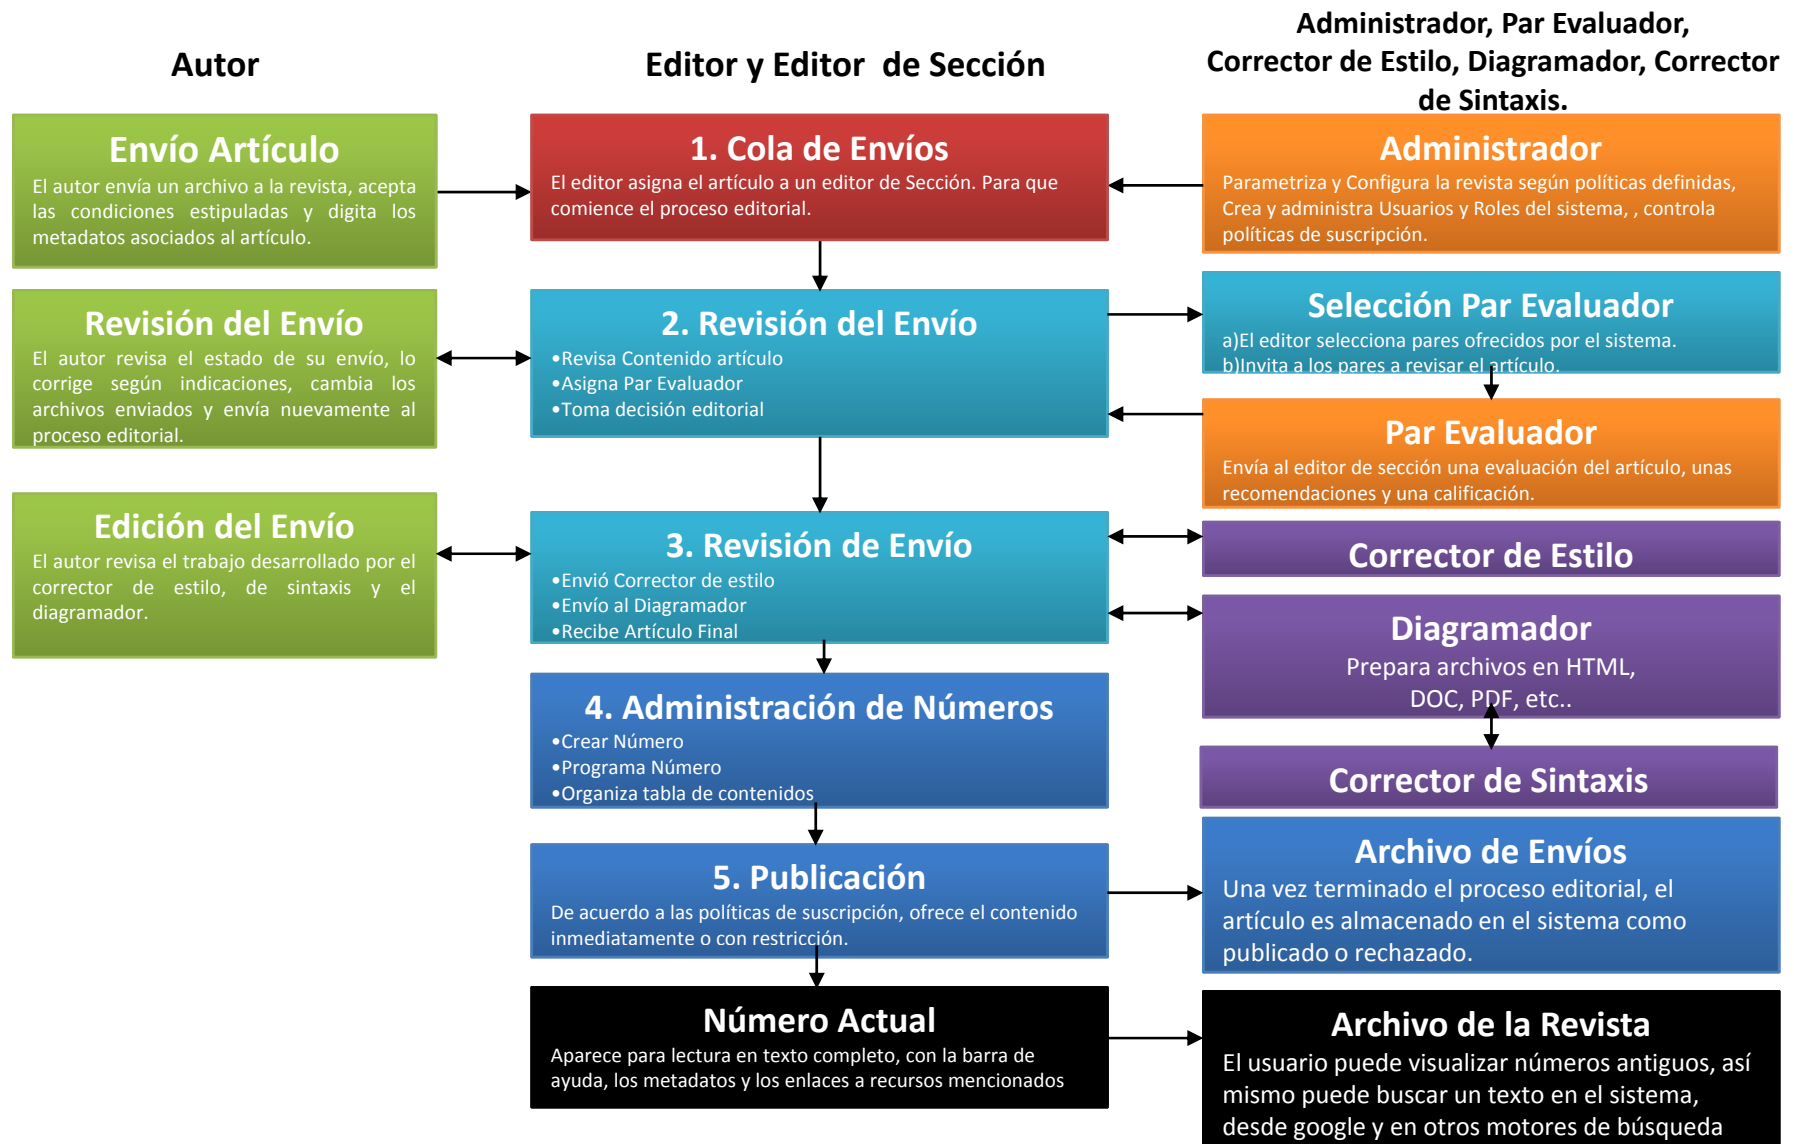 Autor
Editor y Editor de Sección
Administrador, Par Evaluador,
Corrector de Estilo, Diagramador, Corrector
de Sintaxis.
Envío Artículo
El autor envía un archivo a la revista, acepta
las condiciones estipuladas y digita los
metadatos asociados al artículo.
1. Cola de Envíos
El editor asigna el artículo a un editor de Sección. Para que
comience el proceso editorial.
Administrador
Parametriza y Configura la revista según políticas definidas,
Crea y administra Usuarios y Roles del sistema, , controla
políticas de suscripción.
Revisión del Envío
El autor revisa el estado de su envío, lo
corrige según indicaciones, cambia los
archivos enviados y envía nuevamente al
proceso editorial.
2. Revisión del Envío
•Revisa Contenido artículo
•Asigna Par Evaluador
•Toma decisión editorial
Selección Par Evaluador
a)El editor selecciona pares ofrecidos por el sistema.
b)Invita a los pares a revisar el artículo.
Par Evaluador
Envía al editor de sección una evaluación del artículo, unas
recomendaciones y una calificación.
Edición del Envío
El autor revisa el trabajo desarrollado por el
corrector de estilo, de sintaxis y el
diagramador.
3. Revisión de Envío
•Envió Corrector de estilo
•Envío al Diagramador
•Recibe Artículo Final
Corrector de Estilo
Diagramador
Prepara archivos en HTML,
DOC, PDF, etc..
Corrector de Sintaxis
4. Administración de Números
•Crear Número
•Programa Número
•Organiza tabla de contenidos
5. Publicación
De acuerdo a las políticas de suscripción, ofrece el contenido
inmediatamente o con restricción.
Archivo de Envíos
Una vez terminado el proceso editorial, el
artículo es almacenado en el sistema como
publicado o rechazado.
Número Actual
Aparece para lectura en texto completo, con la barra de
ayuda, los metadatos y los enlaces a recursos mencionados
Archivo de la Revista
El usuario puede visualizar números antiguos, así
mismo puede buscar un texto en el sistema,
desde google y en otros motores de búsqueda